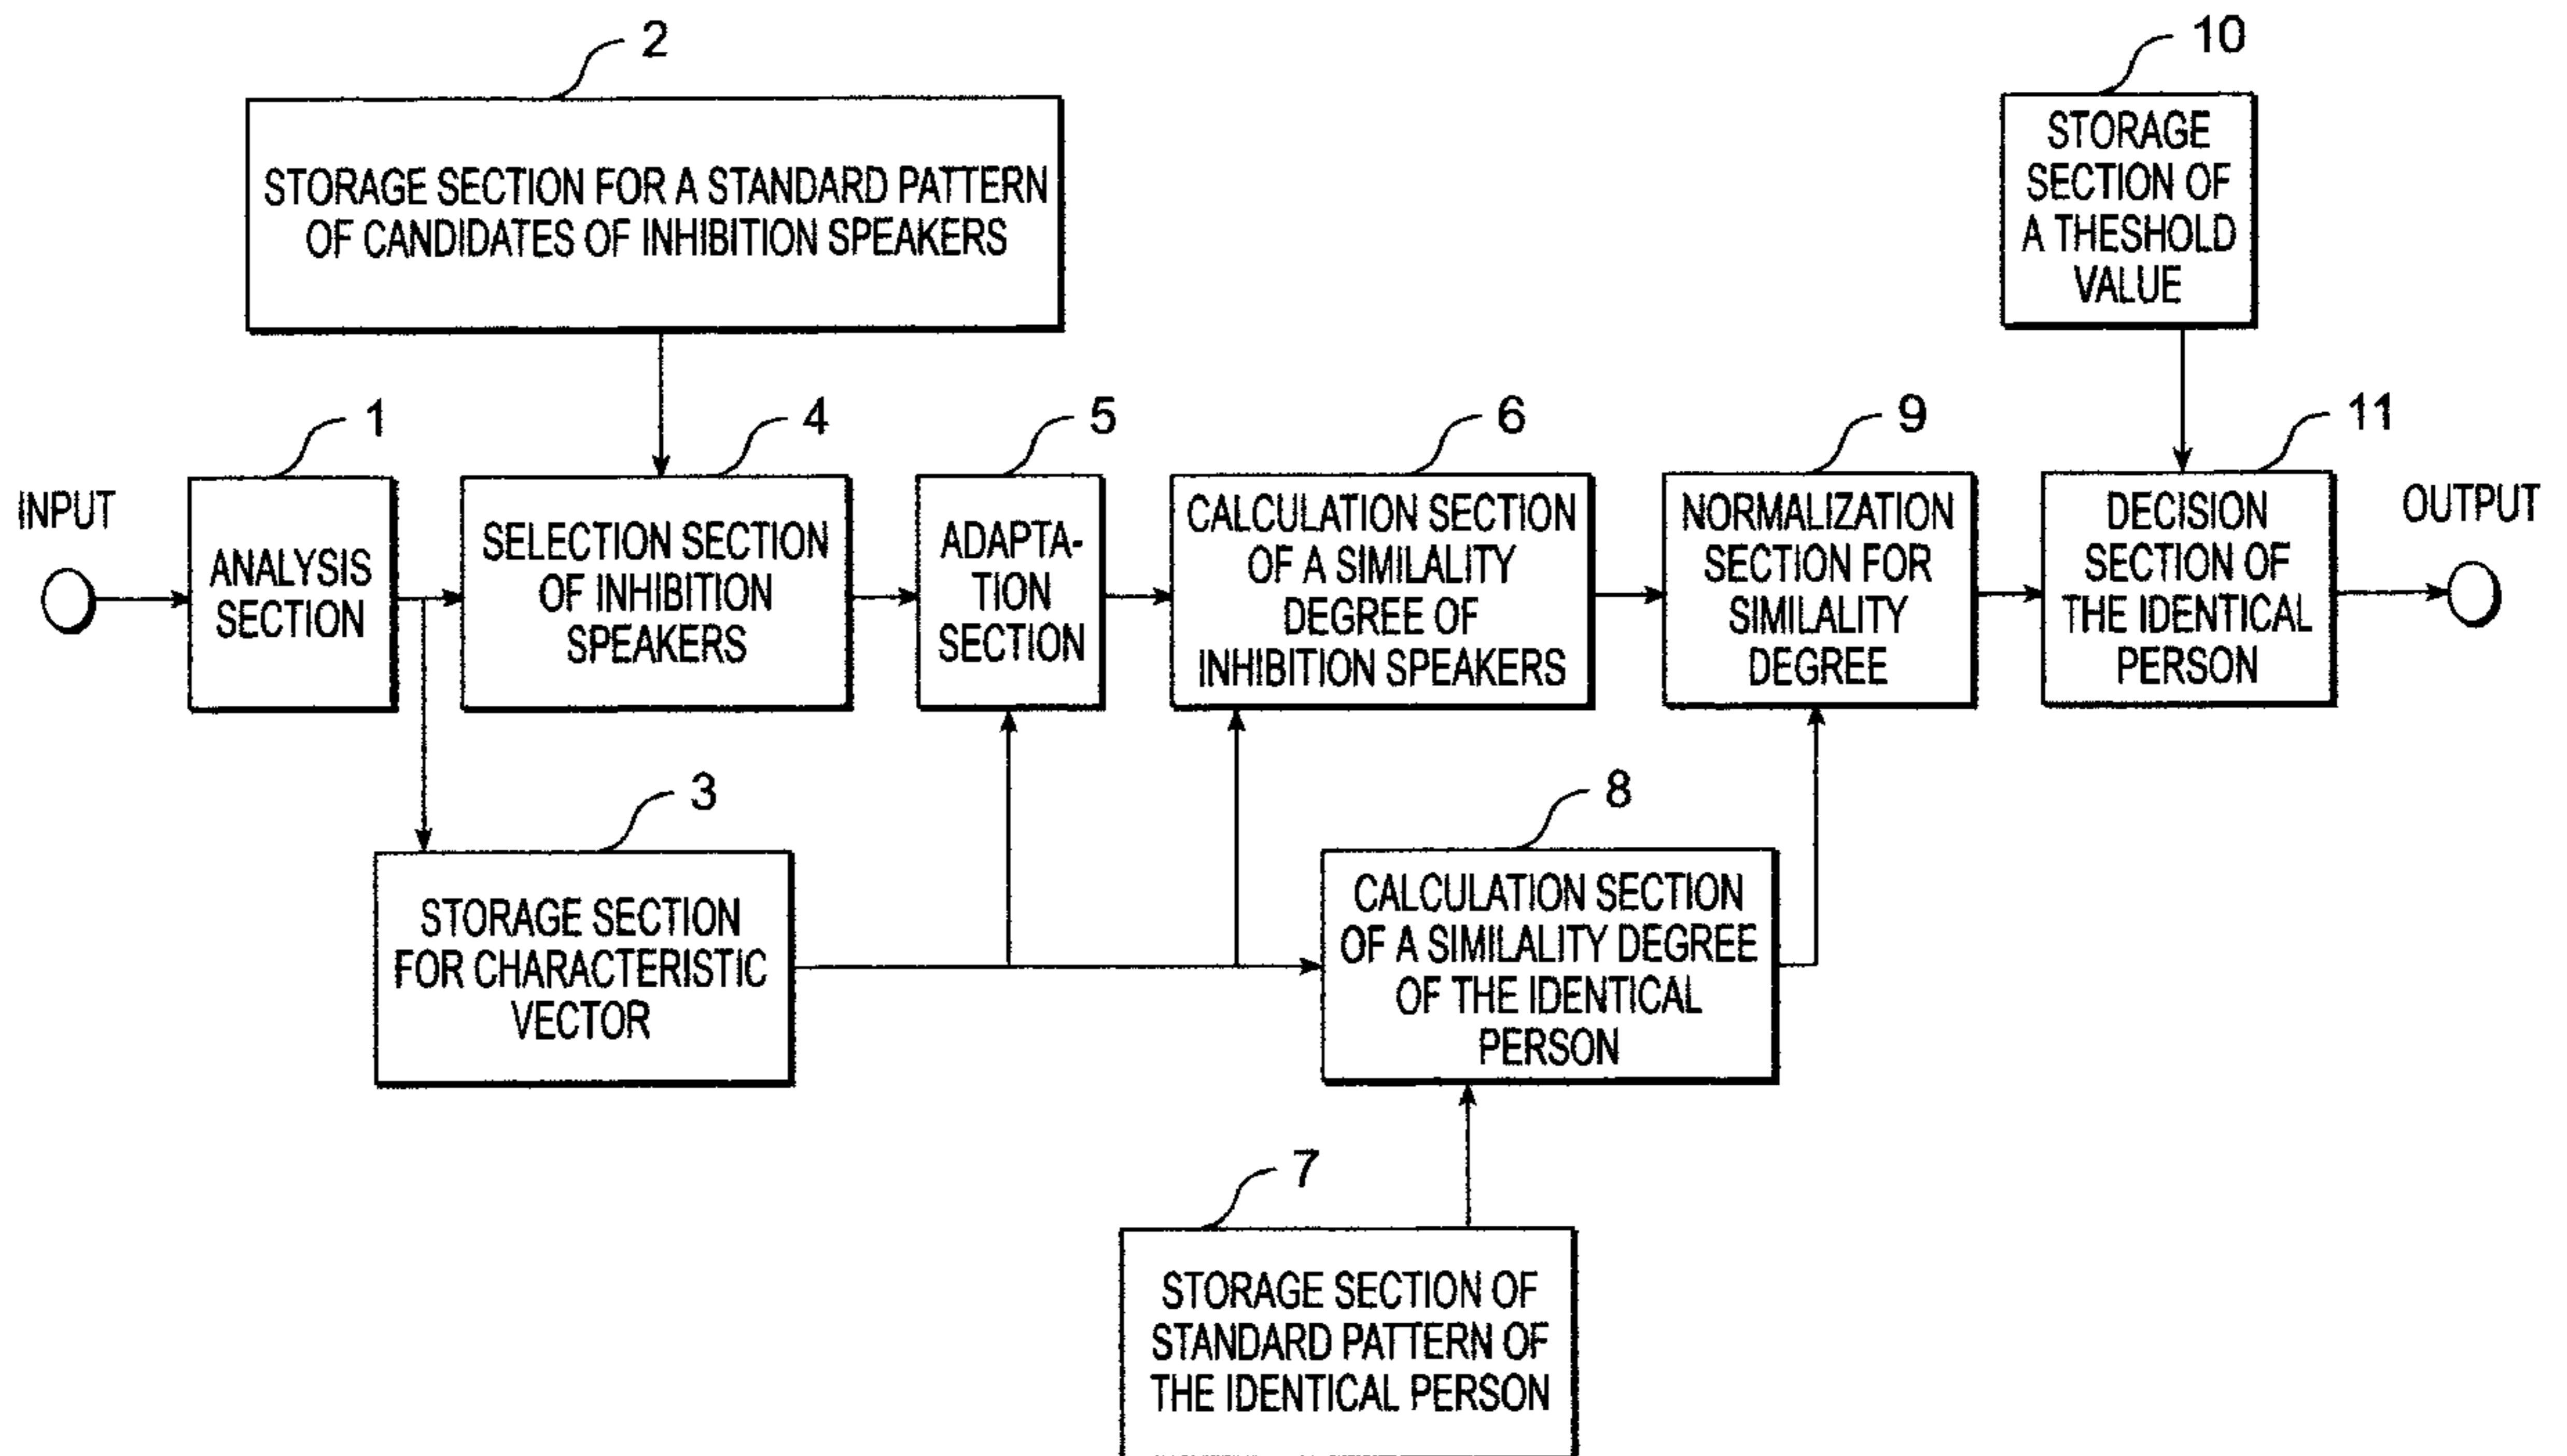 2
10
STORAGE SECTION FOR A STANDARD PATTERN
OF CANDIDATES OF INHIBITION SPEAKERS
STORAGE
SECTION OF
A THESHOLD
VALUE
1
4
5
6
9
11
INPUT
ANALYSIS
SECTION
SELECTION SECTION
OF INHIBITION
SPEAKERS
ADAPTA-
TION
SECTION
CALCULATION SECTION
OF A SIMILALITY
DEGREE OF
INHIBITION SPEAKERS
NORMALIZATION
SECTION FOR
SIMILALITY
DEGREE
DECISION
SECTION OF
THE IDENTICAL
PERSON
OUTPUT
3
8
STORAGE SECTION
FOR CHARACTERISTIC
VECTOR
CALCULATION SECTION
OF A SIMILALITY DEGREE
OF THE IDENTICAL
PERSON
7
STORAGE SECTION OF
STANDARD PATTERN OF
THE IDENTICAL PERSON